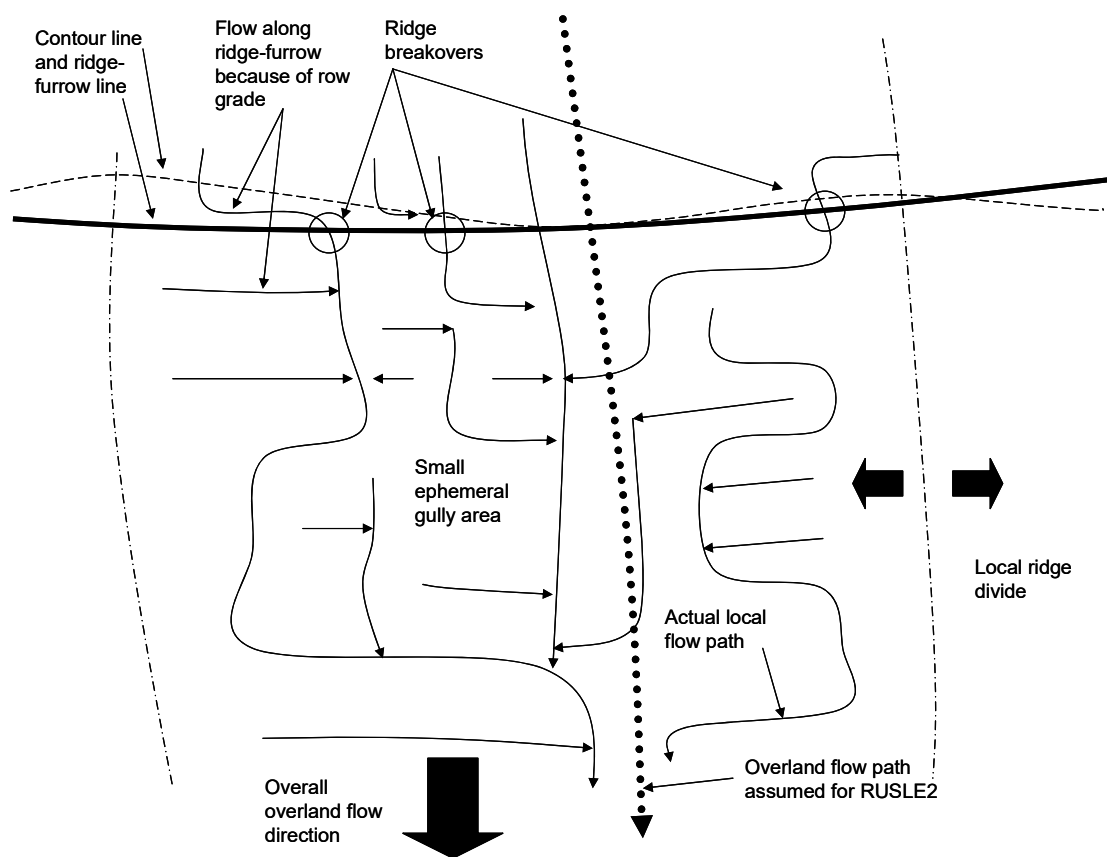 Contour line
and ridge-
furrow line
Flow along
ridge-furrow
because of row
grade
Ridge
breakovers
Small
ephemeral
gully area
Local ridge
divide
Actual local
flow path
Overland flow path
assumed for RUSLE2
Overall
overland flow
direction